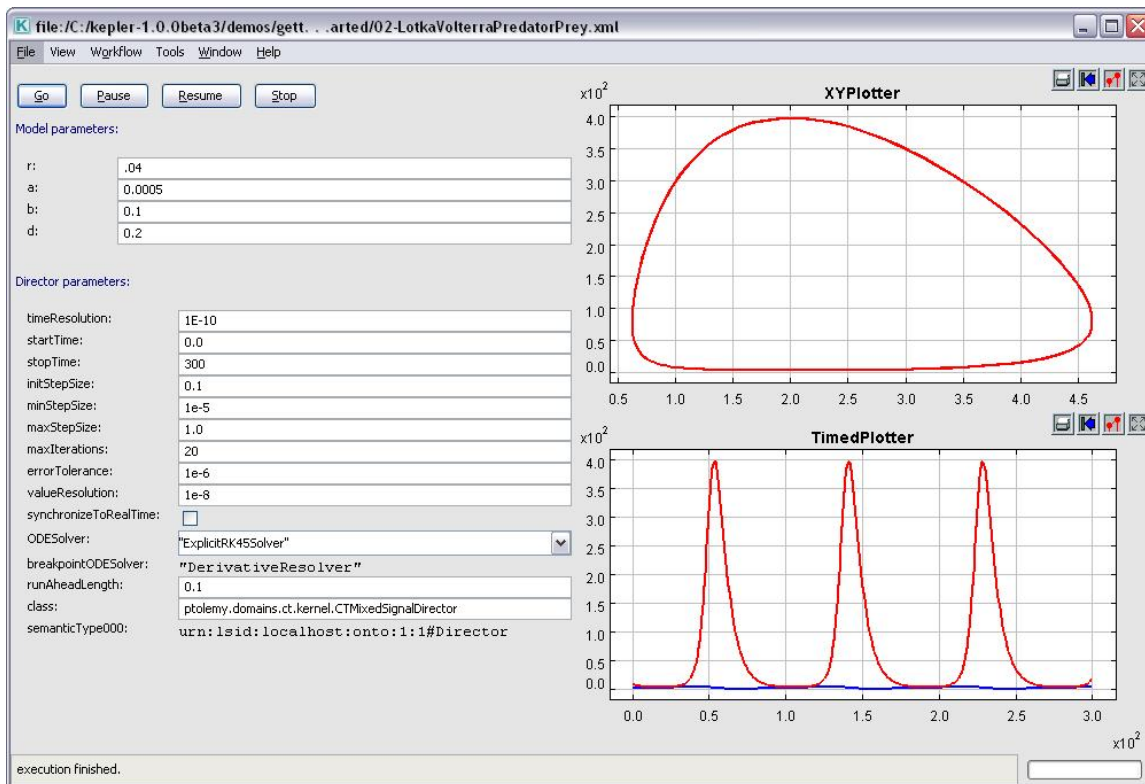 file:/C:/kepler-1.0.0beta3/demos/gett. . .arted/02-LotkaVolterraPredatorPrey.xml
File View Workflow Tools Window Help
Go Pause Resume Stop
Model parameters:
r: .04
a: 0.0005
b: 0.1
d: 0.2
Director parameters:
timeResolution: 1E-10
startTime: 0.0
stopTime: 300
initStepSize: 0.1
minStepSize: 1e-5
maxStepSize: 1.0
maxIterations: 20
errorTolerance: 1e-6
valueResolution: 1e-8
synchronizeToRealTime:
ODESolver: "ExplicitRK45Solver"
breakpointODESolver: "DerivativeResolver"
runAheadLength: 0.1
class: ptolemy.domains.ct.kernel.CTMixedSignalDirector
semanticType000: urn:lsid:localhost:onto:1:1#Director
XYPlotter
x10²
4.0
3.5
3.0
2.5
2.0
1.5
1.0
0.5
0.0
0.5 1.0 1.5 2.0 2.5 3.0 3.5 4.0 4.5
TimedPlotter
x10²
4.0
3.5
3.0
2.5
2.0
1.5
1.0
0.5
0.0
0.0 0.5 1.0 1.5 2.0 2.5 3.0
x10²
execution finished.